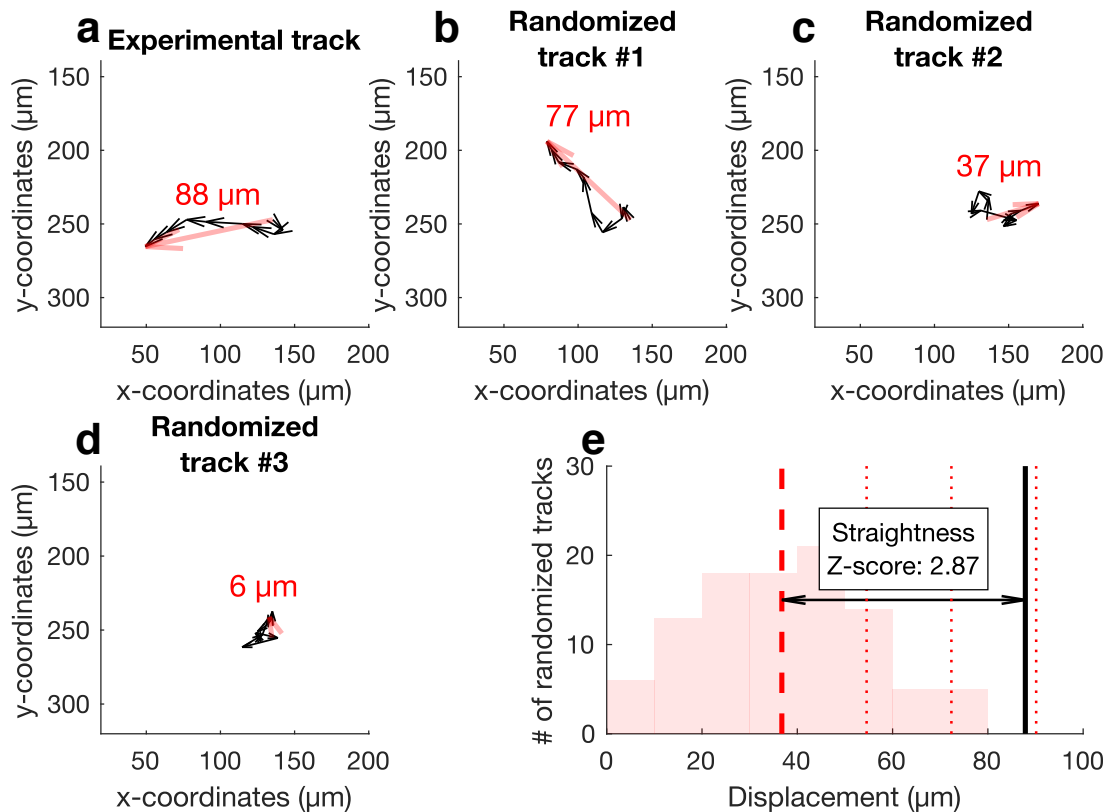 a
Experimental track
150
200
250
300
y-coordinates (µm)
88 µm
50
100
150
200
x-coordinates (µm)
b
Randomized
track #1
150
200
250
300
y-coordinates (µm)
77 µm
50
100
150
200
x-coordinates (µm)
c
Randomized
track #2
150
200
250
300
y-coordinates (µm)
37 µm
50
100
150
200
x-coordinates (µm)
d
Randomized
track #3
150
200
250
300
y-coordinates (µm)
6 µm
50
100
150
200
x-coordinates (µm)
e
30
20
10
0
# of randomized tracks
Straightness
Z-score: 2.87
0
20
40
60
80
100
Displacement (µm)